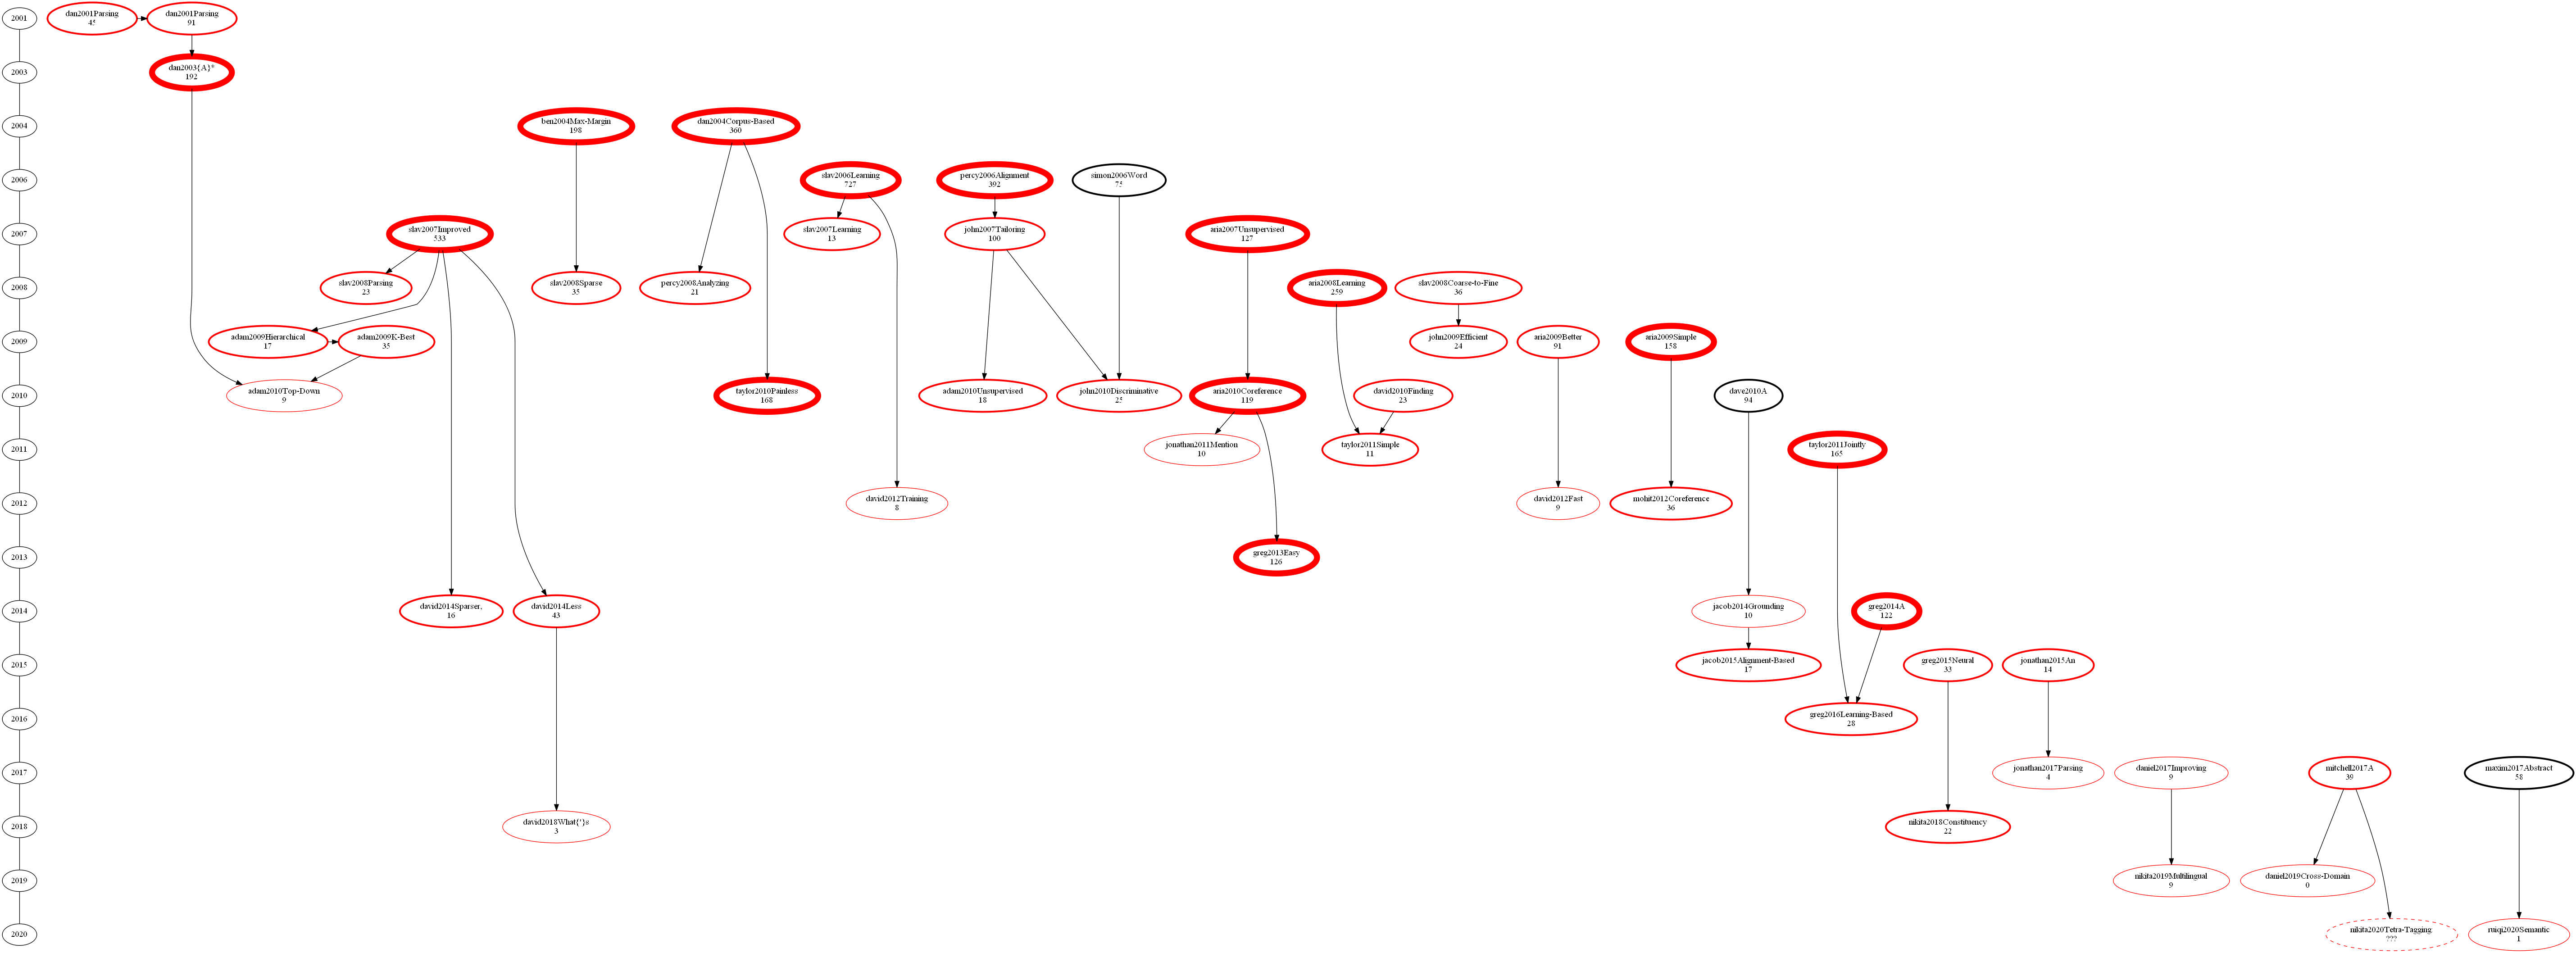 2001
dan2001Parsing
45
dan2001Parsing
91
2003
dan2003{A}*
192
2004
ben2004Max-Margin
198
dan2004Corpus-Based
360
2006
slav2006Learning
727
percy2006Alignment
392
simon2006Word
75
2007
slav2007Improved
533
slav2007Learning
13
john2007Tailoring
100
aria2007Unsupervised
127
2008
slav2008Parsing
23
slav2008Sparse
35
percy2008Analyzing
21
aria2008Learning
259
slav2008Coarse-to-Fine
36
2009
adam2009Hierarchical
17
adam2009K-Best
35
john2009Efficient
24
aria2009Better
91
aria2009Simple
158
2010
adam2010Top-Down
9
taylor2010Painless
168
adam2010Unsupervised
18
john2010Discriminative
25
aria2010Coreference
119
david2010Finding
23
dave2010A
94
2011
jonathan2011Mention
10
taylor2011Simple
11
taylor2011Jointly
165
2012
david2012Training
8
david2012Fast
9
mohit2012Coreference
36
2013
greg2013Easy
126
2014
david2014Sparser,
16
david2014Less
43
jacob2014Grounding
10
greg2014A
122
2015
jacob2015Alignment-Based
17
greg2015Neural
33
jonathan2015An
14
2016
greg2016Learning-Based
28
2017
jonathan2017Parsing
4
daniel2017Improving
9
mitchell2017A
39
maxim2017Abstract
58
2018
david2018What{'}s
3
nikita2018Constituency
22
2019
nikita2019Multilingual
9
daniel2019Cross-Domain
0
2020
nikita2020Tetra-Tagging
???
ruiqi2020Semantic
1